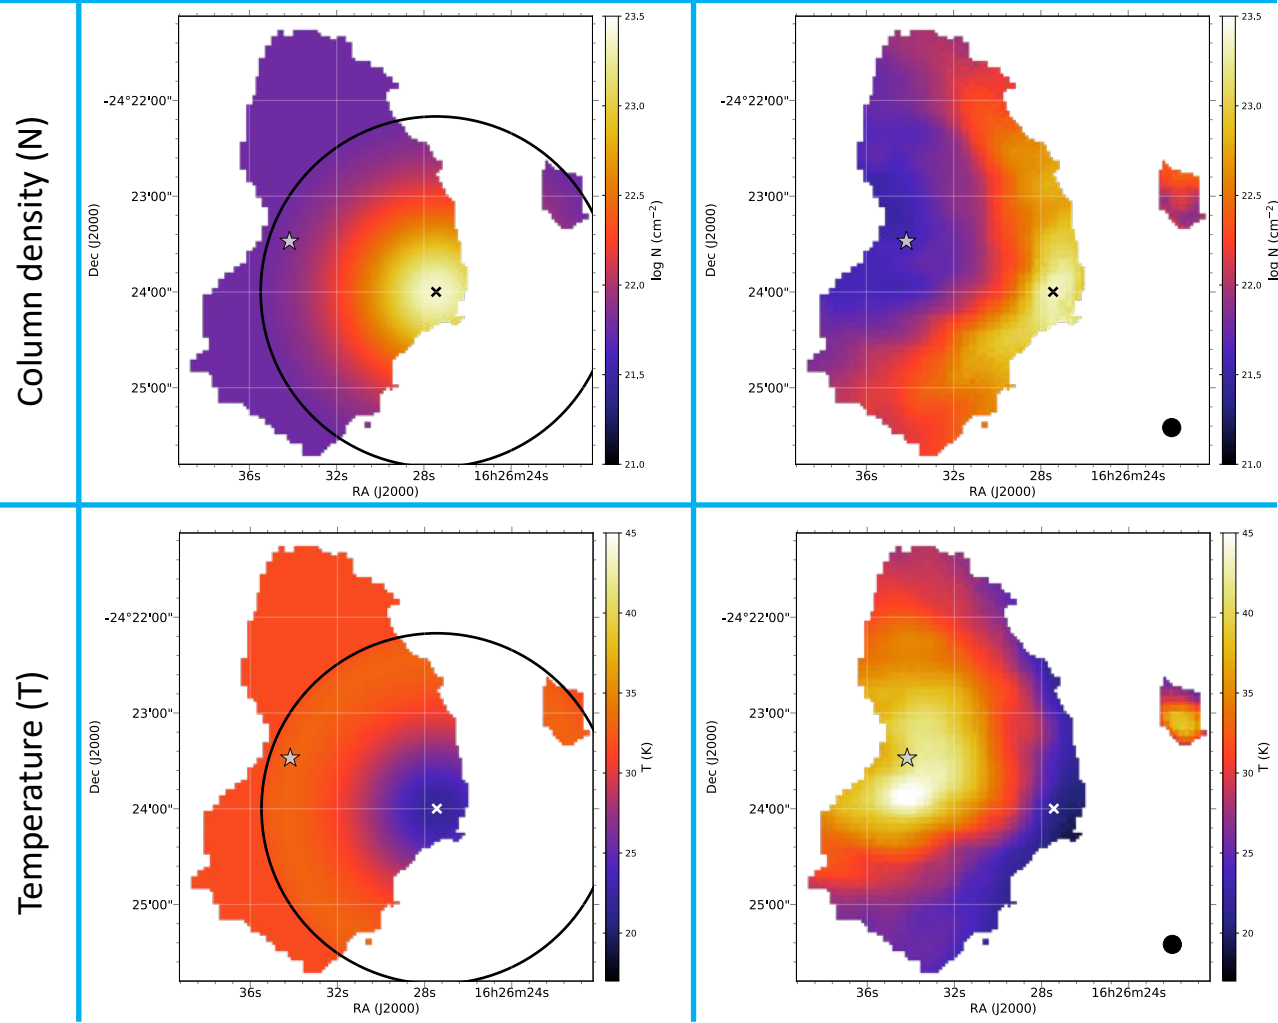 Column density (N)
-24°22'00"
23'00"
24'00"
25'00"
Dec (J2000)
36s
32s
28s
16h26m24s
RA (J2000)
23.5
23.0
22.5
22.0
21.5
21.0
log N (cm−2)
-24°22'00"
23'00"
24'00"
25'00"
Dec (J2000)
36s
32s
28s
16h26m24s
RA (J2000)
23.5
23.0
22.5
22.0
21.5
21.0
log N (cm−2)
Temperature (T)
-24°22'00"
23'00"
24'00"
25'00"
Dec (J2000)
36s
32s
28s
16h26m24s
RA (J2000)
45
40
35
30
25
20
T (K)
-24°22'00"
23'00"
24'00"
25'00"
Dec (J2000)
36s
32s
28s
16h26m24s
RA (J2000)
45
40
35
30
25
20
T (K)